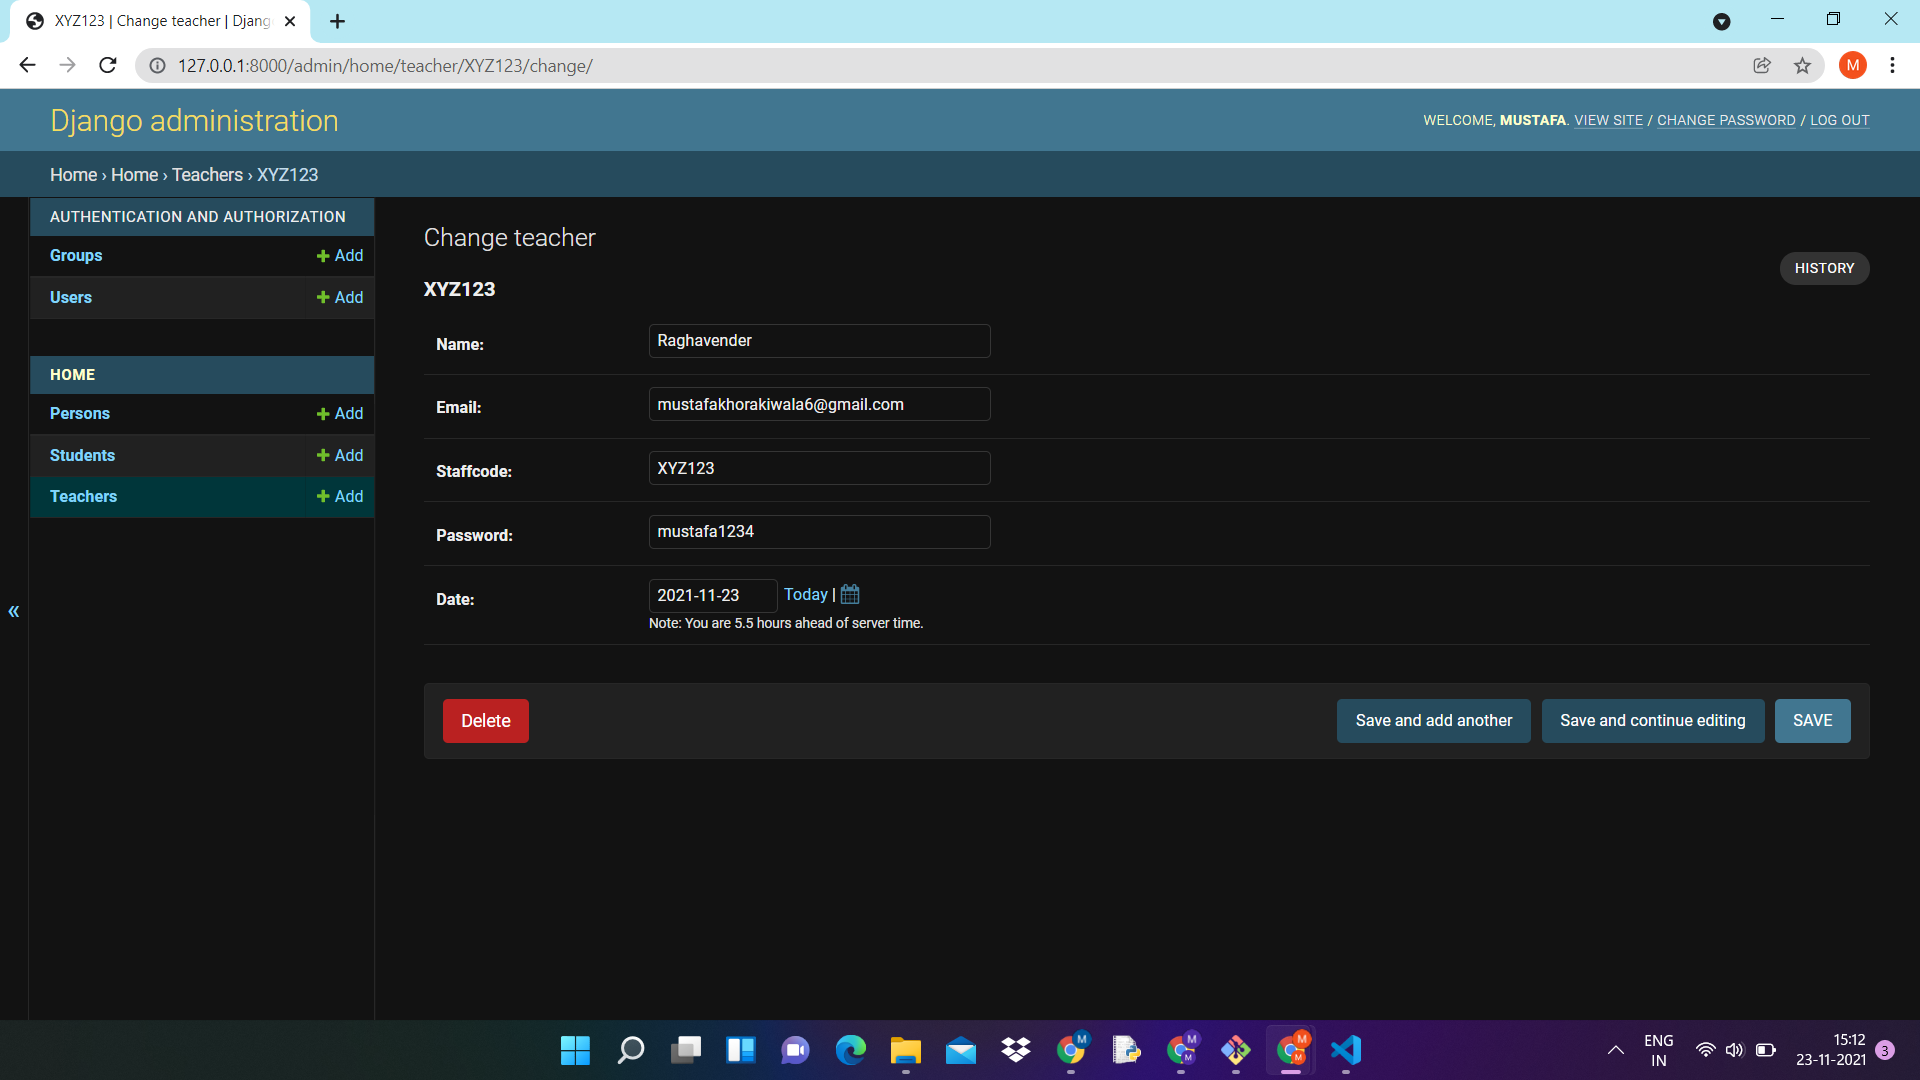 XYZ123 | Change teacher | Djang
127.0.0.1:8000/admin/home/teacher/XYZ123/change/
M
Django administration
WELCOME, MUSTAFA. VIEW SITE / CHANGE PASSWORD / LOG OUT
Home › Home › Teachers › XYZ123
AUTHENTICATION AND AUTHORIZATION
Groups + Add
Users + Add
HOME
Persons + Add
Students + Add
Teachers + Add
«
Change teacher
HISTORY
XYZ123
Name: Raghavender
Email: mustafakhorakiwala6@gmail.com
Staffcode: XYZ123
Password: mustafa1234
Date: 2021-11-23 Today |
Note: You are 5.5 hours ahead of server time.
Delete Save and add another Save and continue editing SAVE
M M M M M
ENG
IN
15:12
23-11-2021
3